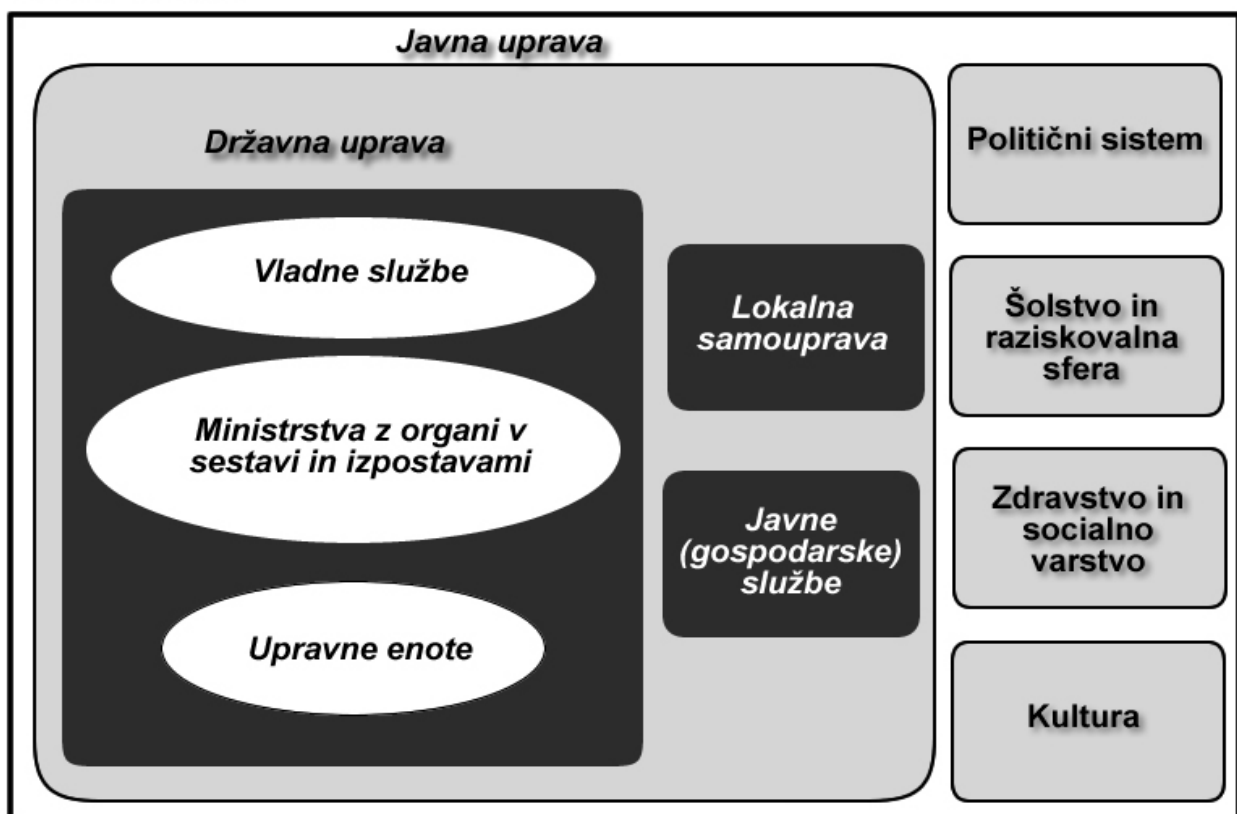 Javna uprava
Državna uprava
Vladne službe
Ministrstva z organi v
sestavi in izpostavami
Upravne enote
Lokalna
samouprava
Javne
(gospodarske)
službe
Politični sistem
Šolstvo in
raziskovalna
sfera
Zdravstvo in
socialno
varstvo
Kultura